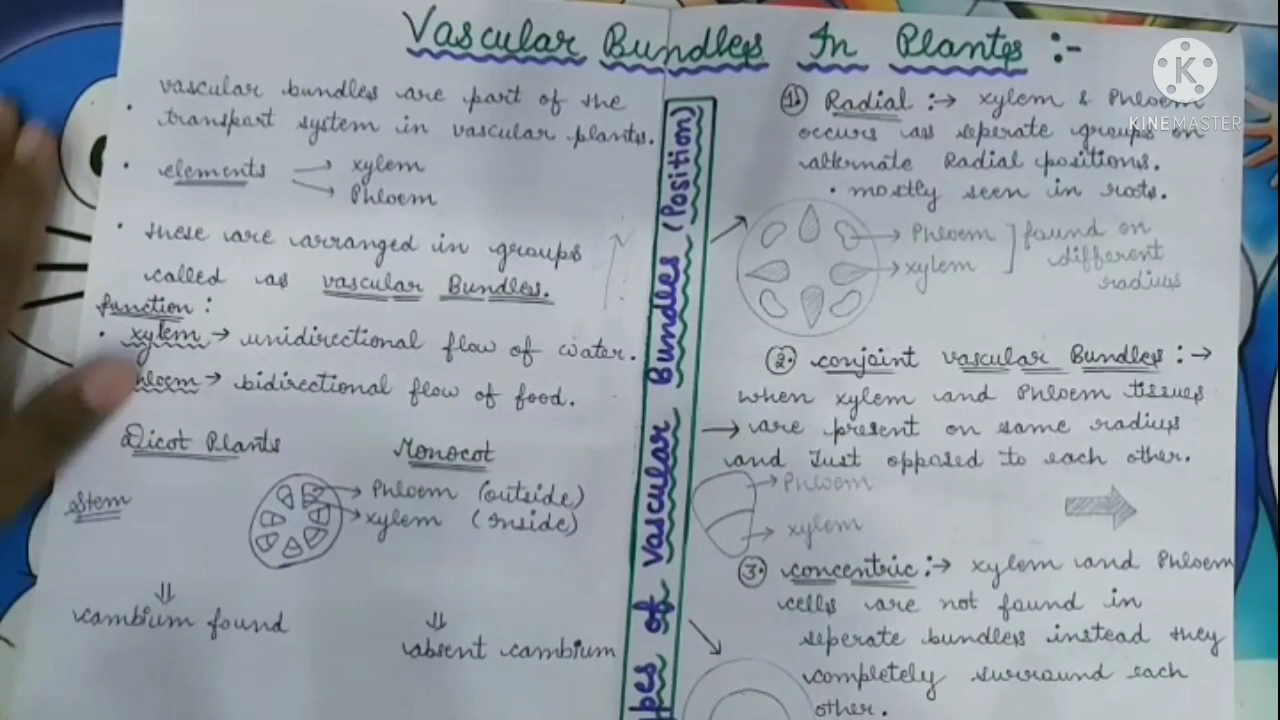 Vascular Bundles In Plants :-
vascular bundles are part of the
transport system in vascular plants.
elements → xylem
→ Phloem
these are arranged in groups
called as vascular Bundles.
function :
xylem → unidirectional flow of water.
Phloem → bidirectional flow of food.
Dicot Plants
Monocot
stem
Phloem (outside)
xylem (Inside)
cambium found
absent cambium
Types of Vascular Bundles (Position)
1. Radial :→ xylem & Phloem
occurs as seperate groups on
alternate Radial positions.
• mostly seen in roots.
Phloem
xylem
found on
different
radius
2. conjoint vascular Bundles :→
when xylem and Phloem tissues
→ are present on same radius
and Just opposed to each other.
Phloem
xylem
3. concentric :→ xylem and Phloem
cells are not found in
seperate bundles instead they
completely surround each
other.
K
KINEMASTER